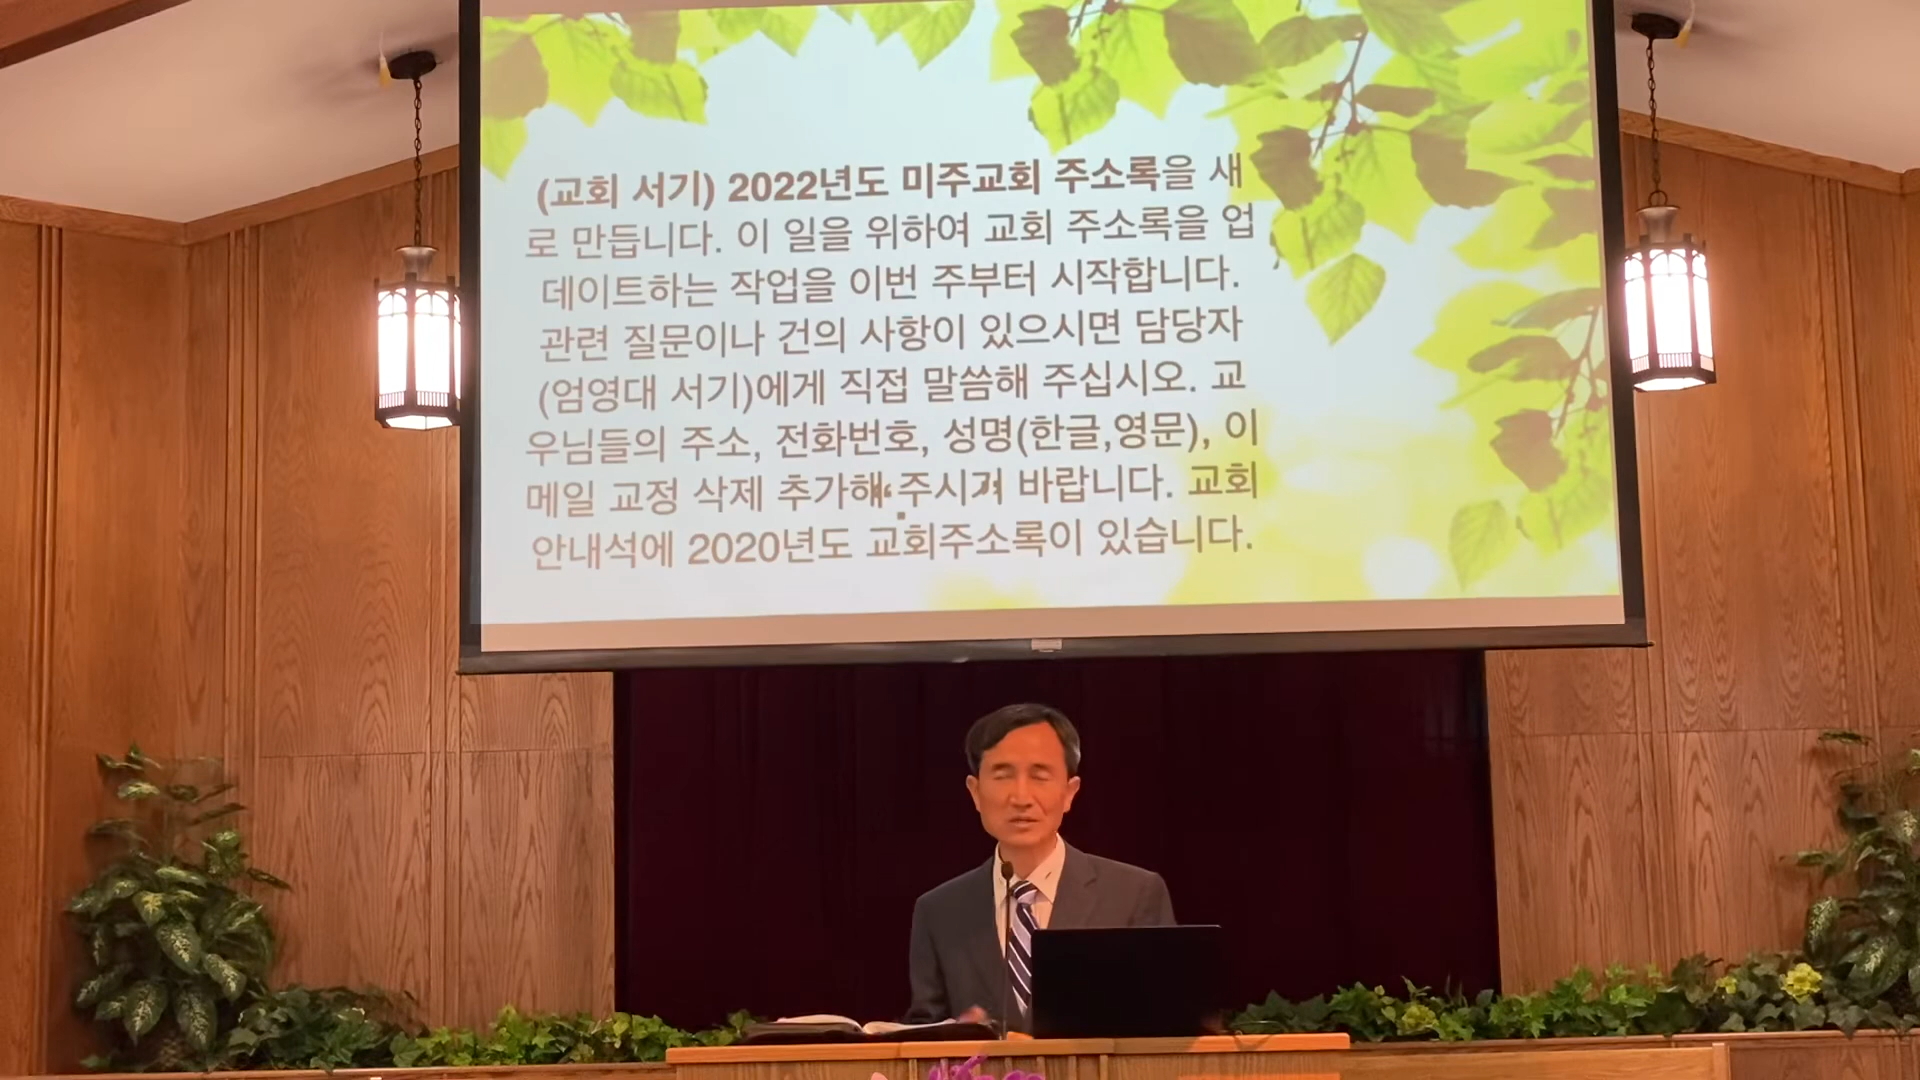 (교회 서기) 2022년도 미주교회 주소록을 새
로 만듭니다. 이 일을 위하여 교회 주소록을 업
데이트하는 작업을 이번 주부터 시작합니다.
관련 질문이나 건의 사항이 있으시면 담당자
(엄영대 서기)에게 직접 말씀해 주십시오. 교
우님들의 주소, 전화번호, 성명(한글,영문), 이
메일 교정 삭제 추가해 주시기 바랍니다. 교회
안내석에 2020년도 교회주소록이 있습니다.